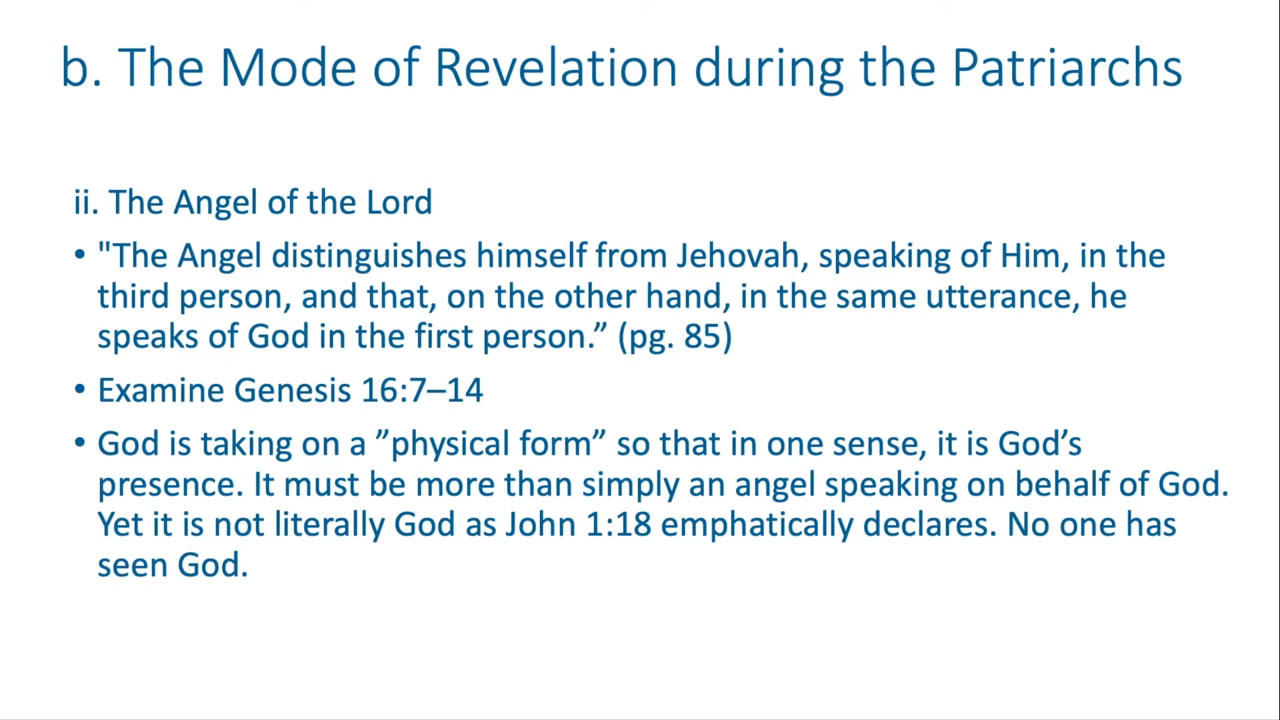 b. The Mode of Revelation during the Patriarchs
ii. The Angel of the Lord
• "The Angel distinguishes himself from Jehovah, speaking of Him, in the
third person, and that, on the other hand, in the same utterance, he
speaks of God in the first person.” (pg. 85)
• Examine Genesis 16:7–14
• God is taking on a ”physical form” so that in one sense, it is God’s
presence. It must be more than simply an angel speaking on behalf of God.
Yet it is not literally God as John 1:18 emphatically declares. No one has
seen God.